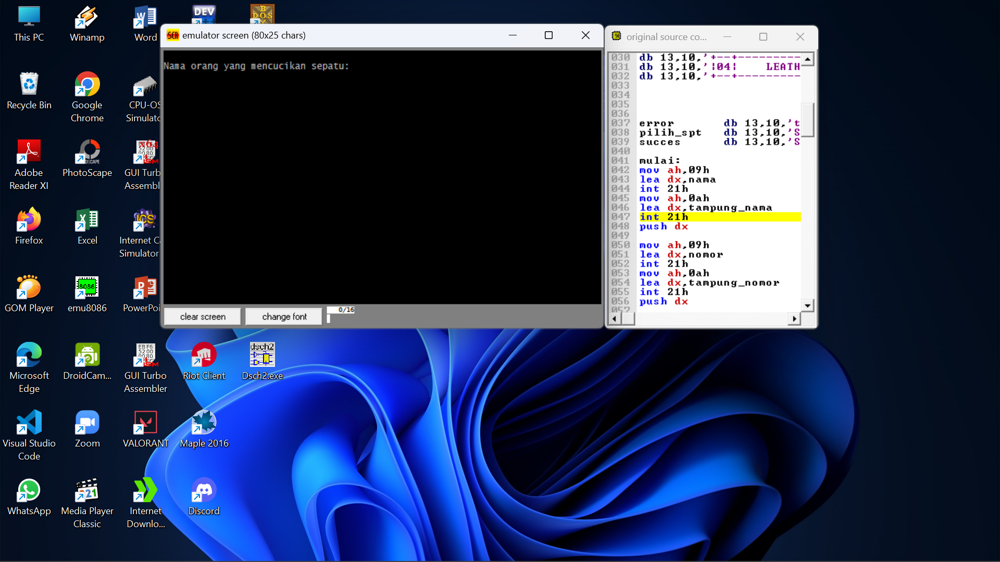 This PC
Winamp
Word
DEV
BOX
DOS
Recycle Bin
Google
Chrome
CPU-OS
Simulato
Adobe
Reader XI
PhotoScape
GUI Turb
Assembl
Firefox
Excel
Internet C
Simulator
GOM Player
8086
emu8086
PowerPoi
Microsoft
Edge
DroidCam...
GUI Turbo
Assembler
Riot Client
dsch2
Dsch2.exe
Visual Studio
Code
Zoom
VALORANT
Maple 2016
WhatsApp
321
Media Player
Classic
Internet
Downlo...
Discord
SCR emulator screen (80x25 chars)
Nama orang yang mencucikan sepatu:
clear screen
change font
0/16
original source co...
030 db 13,10,'+--+----------
031 db 13,10,'¦04¦    LEATH
032 db 13,10,'+--+----------
033
034
035
036
037 error db 13,10,'t
038 pilih_spt db 13,10,'S
039 succes db 13,10,'S
040
041 mulai:
042 mov ah,09h
043 lea dx,nama
044 int 21h
045 mov ah,0ah
046 lea dx,tampung_nama
047 int 21h
048 push dx
049
050 mov ah,09h
051 lea dx,nomor
052 int 21h
053 mov ah,0ah
054 lea dx,tampung_nomor
055 int 21h
056 push dx
057